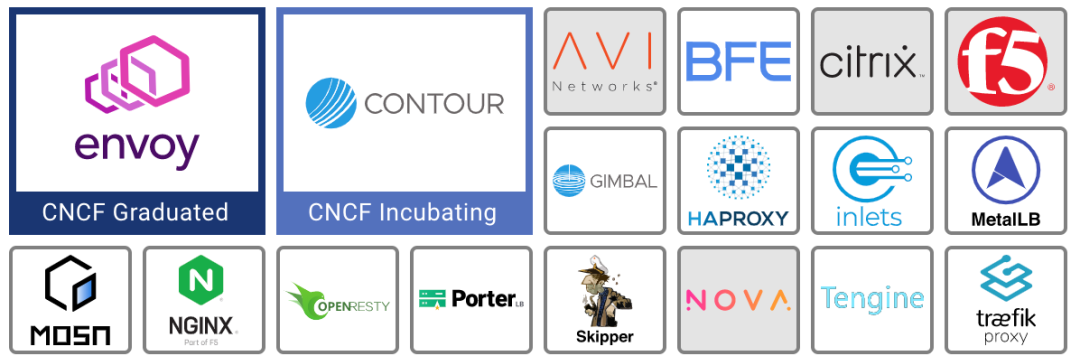 envoy
CNCF Graduated
CONTOUR
CNCF Incubating
AVI
Networks®
BFE
citrix™
f5®
GIMBAL
HAPROXY
inlets
MetalLB
MOSN
NGINX
Part of F5
OPENRESTY
Porter LB
Skipper
NOVA
Tengine
træfik
proxy